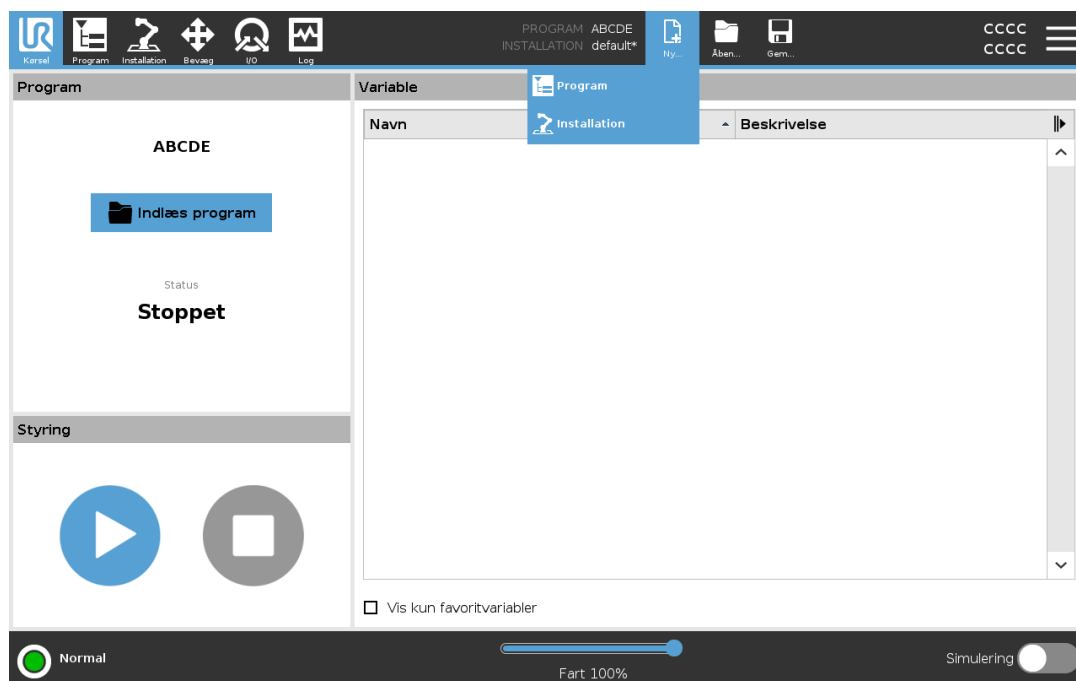 PROGRAM ABCDE
CCCC
INSTALLATION default*
CCCC
Kørsel Program Installation Bevæg I/O Log Ny... Åben... Gem...
Program
Variable
Program
Navn
Installation
Beskrivelse
ABCDE
Indlæs program
Status
Stoppet
Styring
Vis kun favoritvariabler
Normal
Fart 100%
Simulering